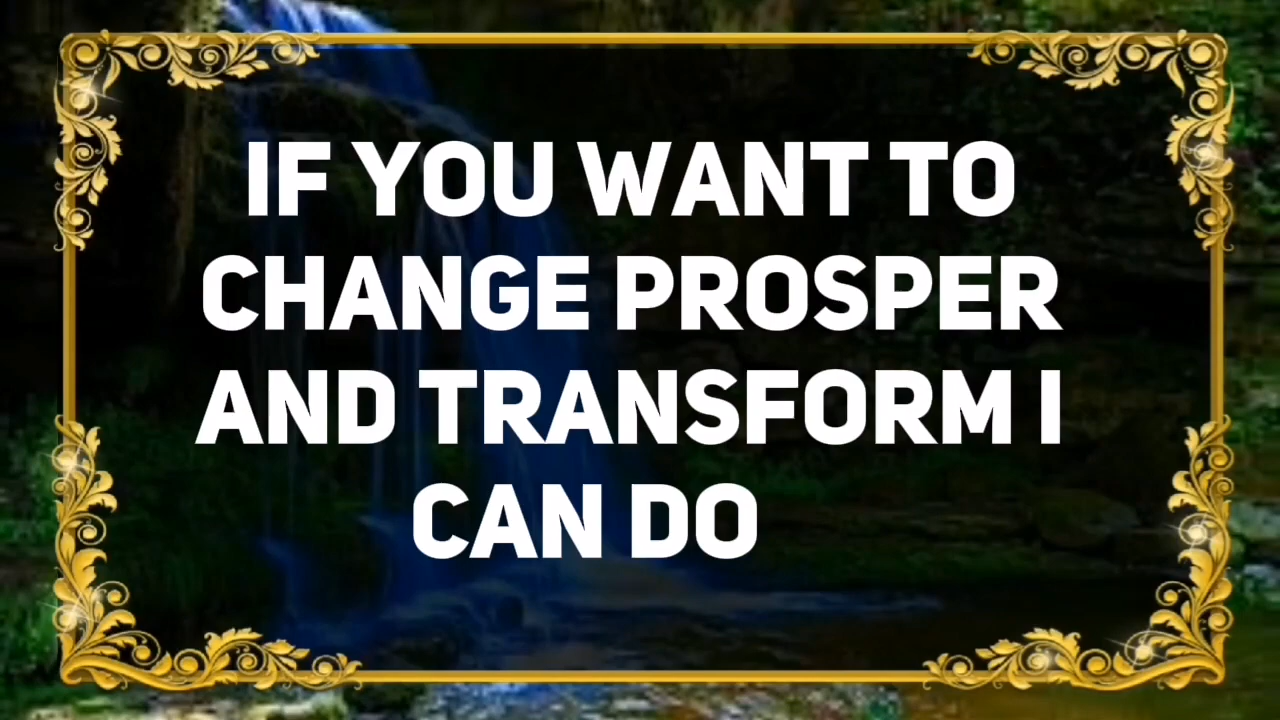 IF YOU WANT TO
CHANGE PROSPER
AND TRANSFORM I
CAN DO